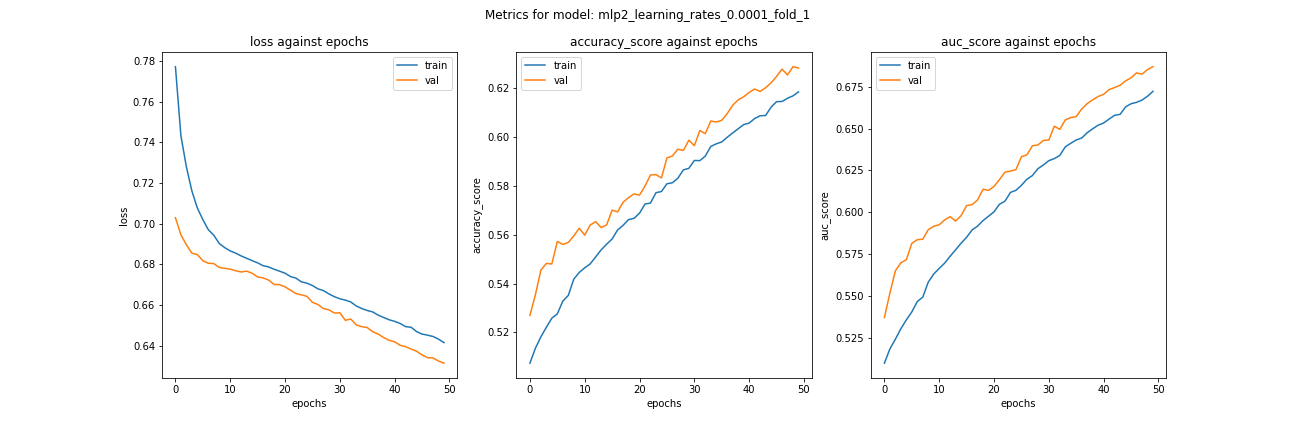 Metrics for model: mlp2_learning_rates_0.0001_fold_1
loss against epochs
train
val
0.78
0.76
0.74
0.72
0.70
0.68
0.66
0.64
loss
0
10
20
30
40
50
epochs
accuracy_score against epochs
train
val
0.62
0.60
0.58
0.56
0.54
0.52
accuracy_score
0
10
20
30
40
50
epochs
auc_score against epochs
train
val
0.675
0.650
0.625
0.600
0.575
0.550
0.525
auc_score
0
10
20
30
40
50
epochs